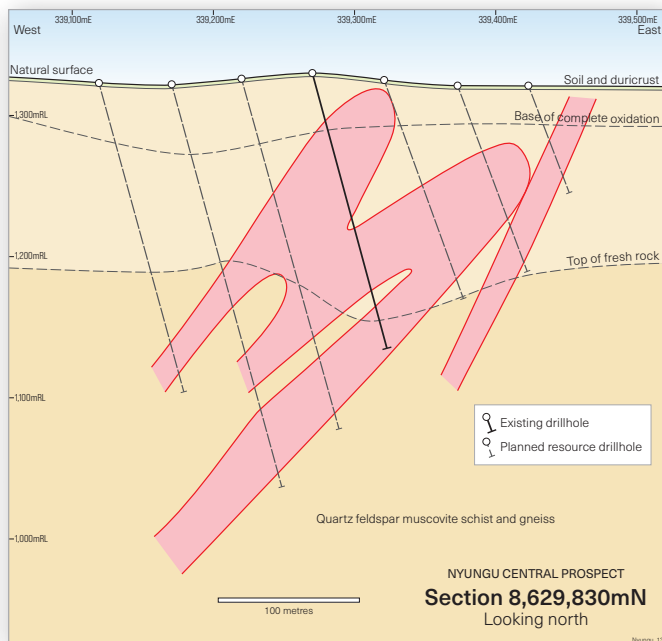 339,100mE 339,200mE 339,300mE 339,400mE 339,500mE
West East
Natural surface
Soil and duricrust
1,300mRL
Base of complete oxidation
1,200mRL
Top of fresh rock
1,100mRL
Existing drillhole
Planned resource drillhole
Quartz feldspar muscovite schist and gneiss
1,000mRL
NYUNGU CENTRAL PROSPECT
Section 8,629,830mN
Looking north
100 metres